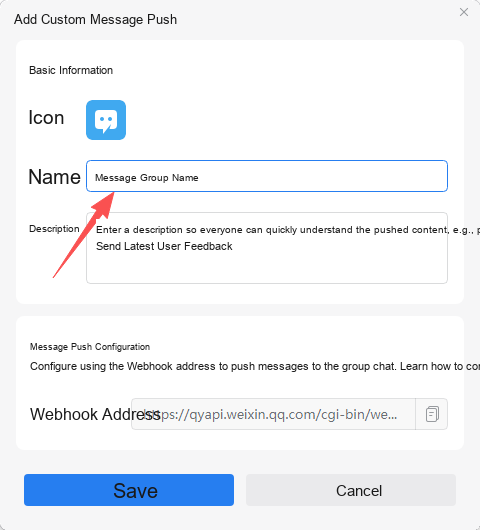 Add Custom Message Push
Basic Information
Icon
Name
Message Group Name
Description
Enter a description so everyone can quickly understand the pushed content, e.g.,
Send Latest User Feedback
Message Push Configuration
Configure using the Webhook address to push messages to the group chat. Learn how to
Webhook Address
https://qyapi.weixin.qq.com/cgi-bin/we...
Save
Cancel